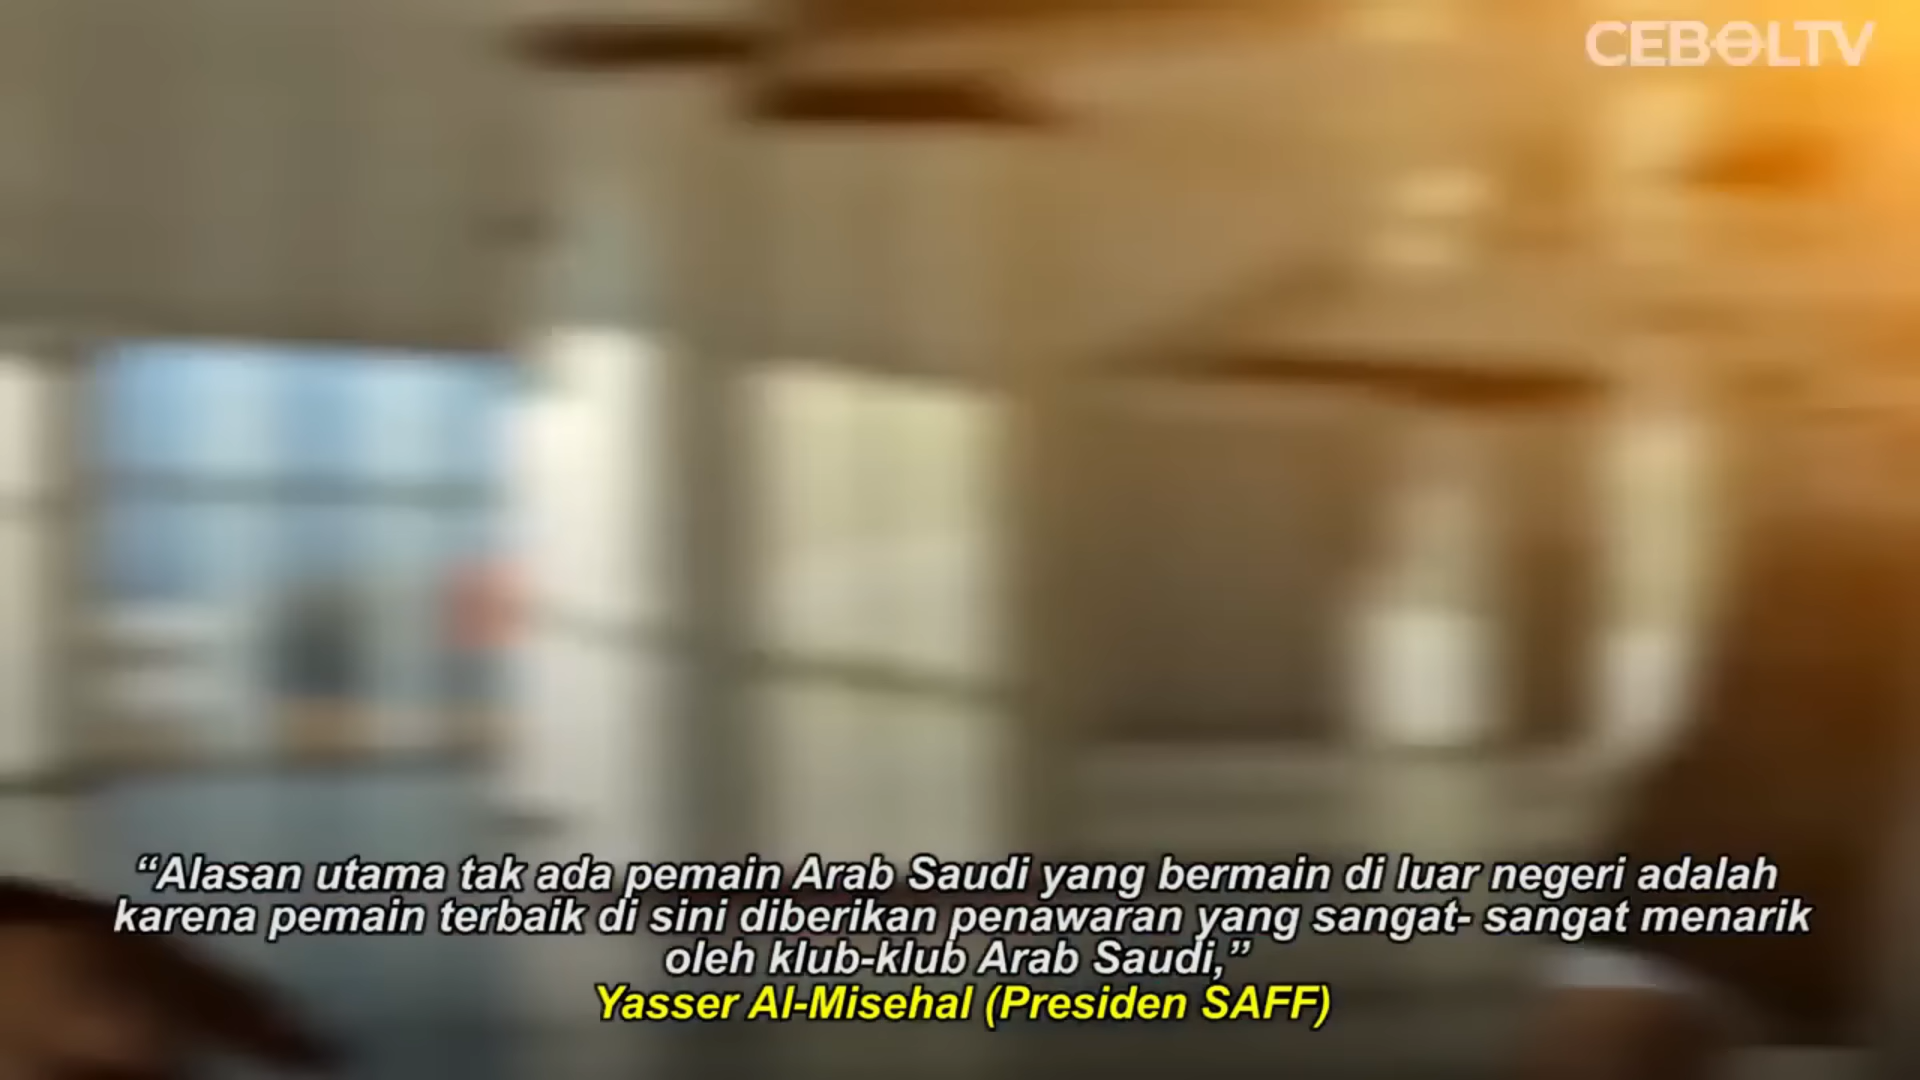 CEBOLTV
“Alasan utama tak ada pemain Arab Saudi yang bermain di luar negeri adalah
karena pemain terbaik di sini diberikan penawaran yang sangat- sangat menarik
oleh klub-klub Arab Saudi,”
Yasser Al-Misehal (Presiden SAFF)